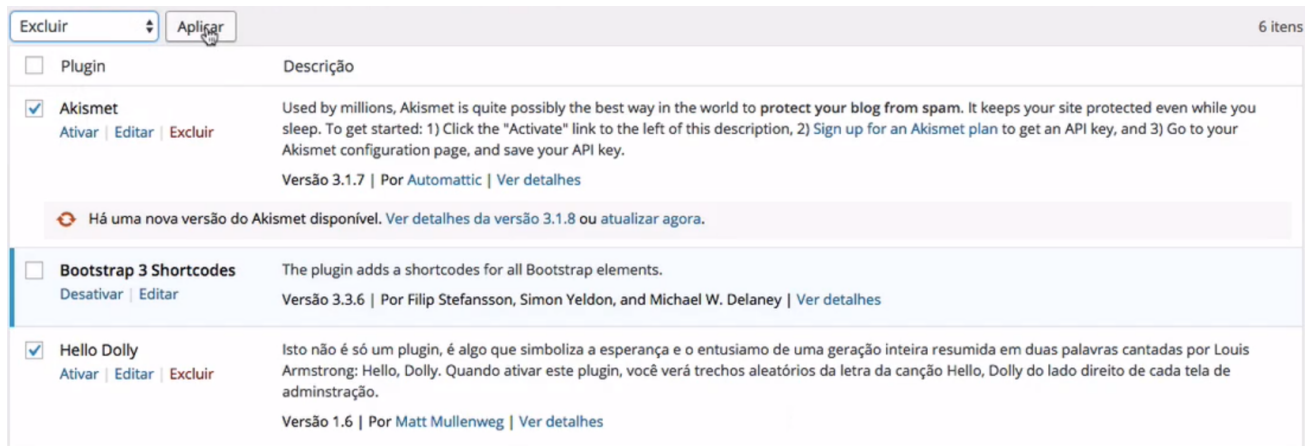 Excluir Aplicar 6 itens
Plugin Descrição
Akismet Used by millions, Akismet is quite possibly the best way in the world to protect your blog from spam. It keeps your site protected even while you
Ativar | Editar | Excluir sleep. To get started: 1) Click the "Activate" link to the left of this description, 2) Sign up for an Akismet plan to get an API key, and 3) Go to your
Akismet configuration page, and save your API key.
Versão 3.1.7 | Por Automattic | Ver detalhes
Há uma nova versão do Akismet disponível. Ver detalhes da versão 3.1.8 ou atualizar agora.
Bootstrap 3 Shortcodes The plugin adds a shortcodes for all Bootstrap elements.
Desativar | Editar Versão 3.3.6 | Por Filip Stefansson, Simon Yeldon, and Michael W. Delaney | Ver detalhes
Hello Dolly Isto não é só um plugin, é algo que simboliza a esperança e o entusiamo de uma geração inteira resumida em duas palavras cantadas por Louis
Ativar | Editar | Excluir Armstrong: Hello, Dolly. Quando ativar este plugin, você verá trechos aleatórios da letra da canção Hello, Dolly do lado direito de cada tela de
adminstração.
Versão 1.6 | Por Matt Mullenweg | Ver detalhes